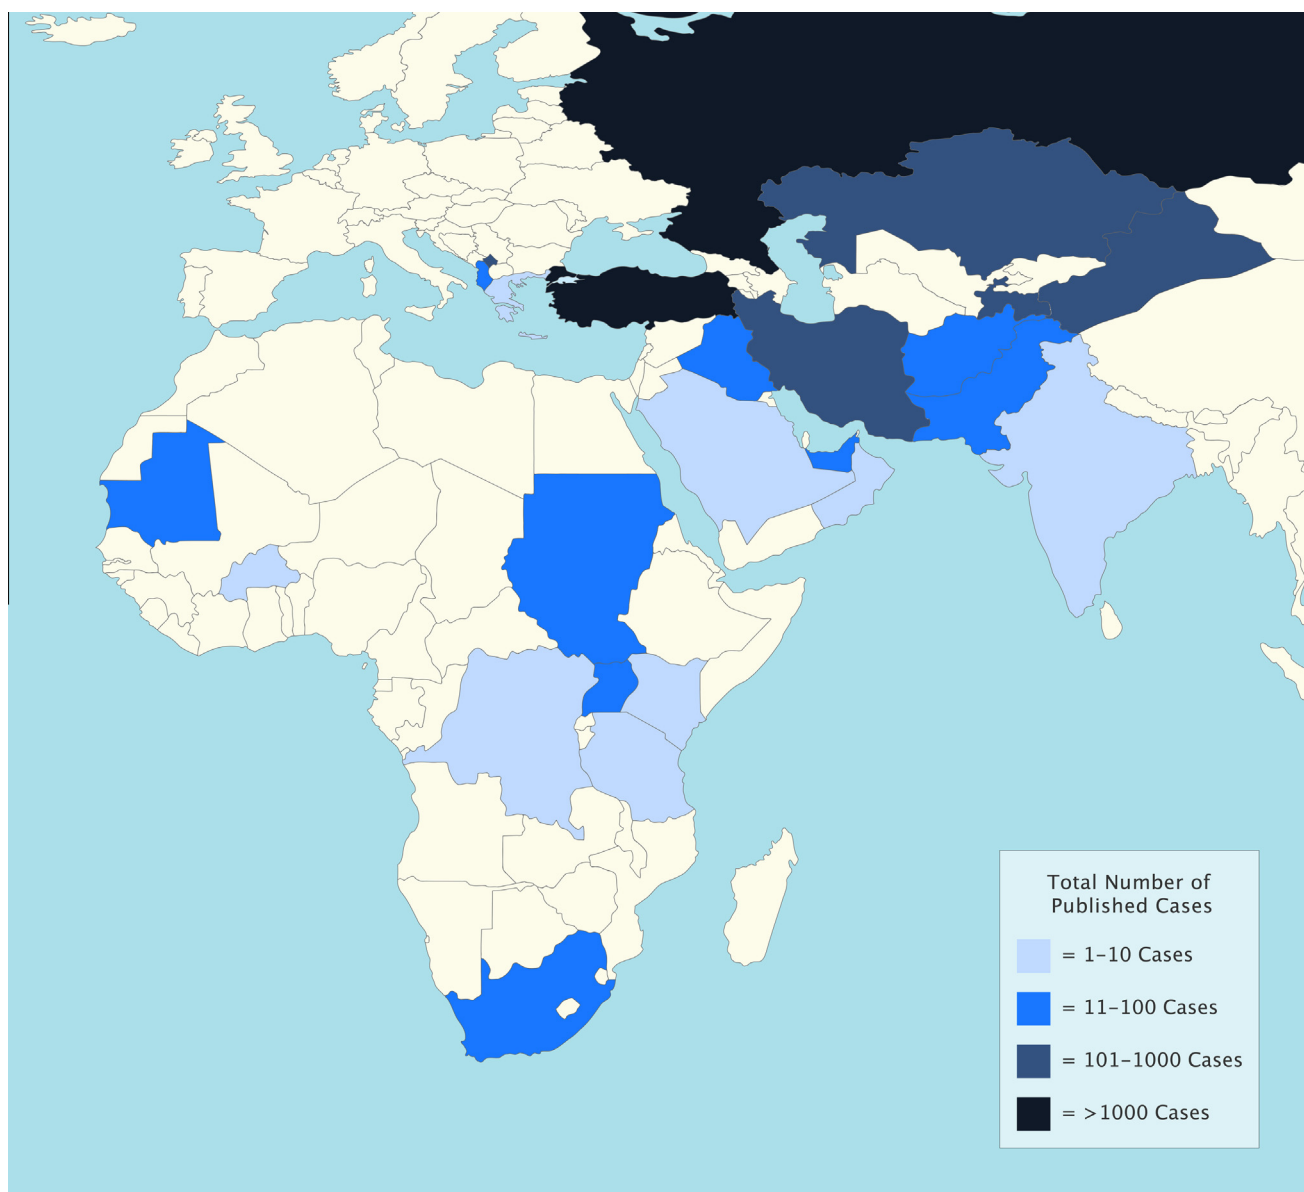 Total Number of
Published Cases
= 1–10 Cases
= 11–100 Cases
= 101–1000 Cases
= >1000 Cases